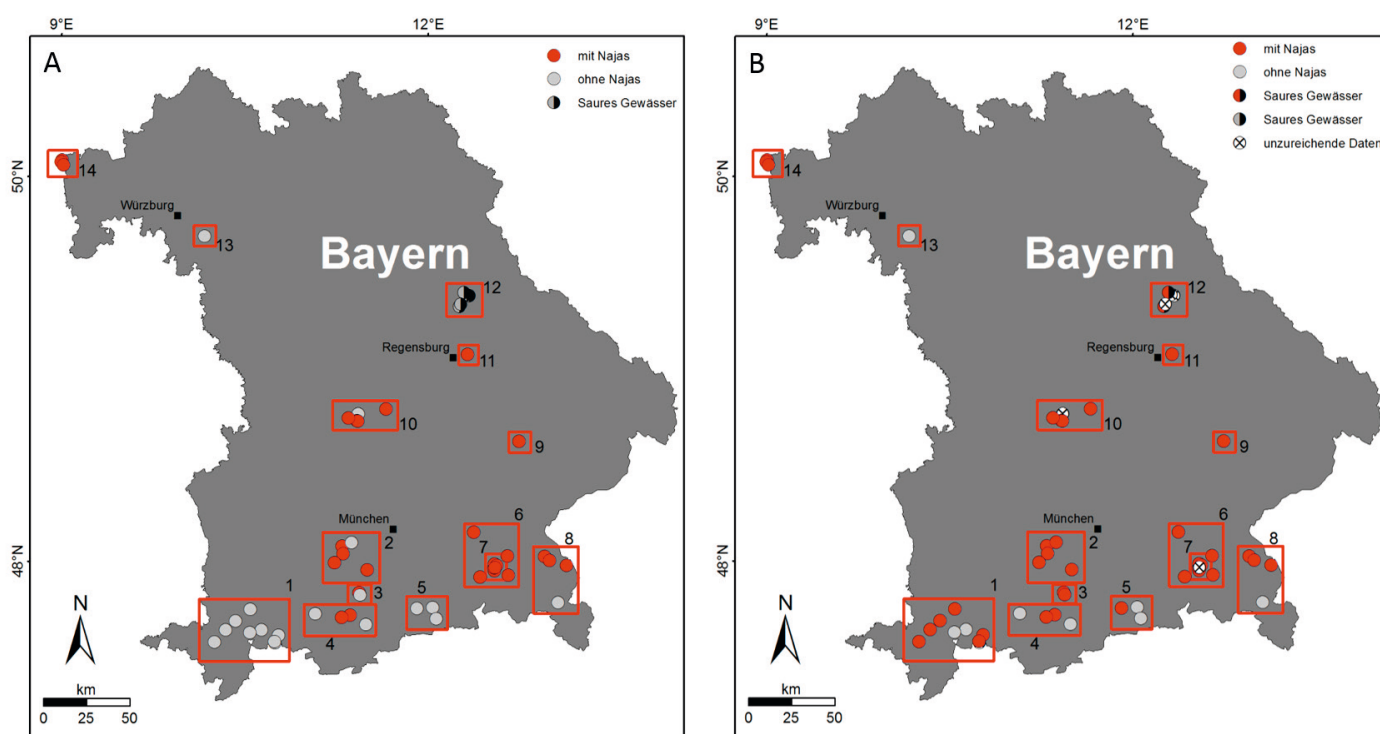 9°E 12°E
A
mit Najas
ohne Najas
Saures Gewässer
50°N
14
Würzburg
13
Bayern
12
Regensburg
11
10
9
München
6
2
7
8
48°N
1
3
5
4
N
km
0 25 50
9°E 12°E
B
mit Najas
ohne Najas
Saures Gewässer
Saures Gewässer
unzureichende Daten
50°N
14
Würzburg
13
Bayern
12
Regensburg
11
10
9
München
6
2
7
8
48°N
1
3
5
4
N
km
0 25 50